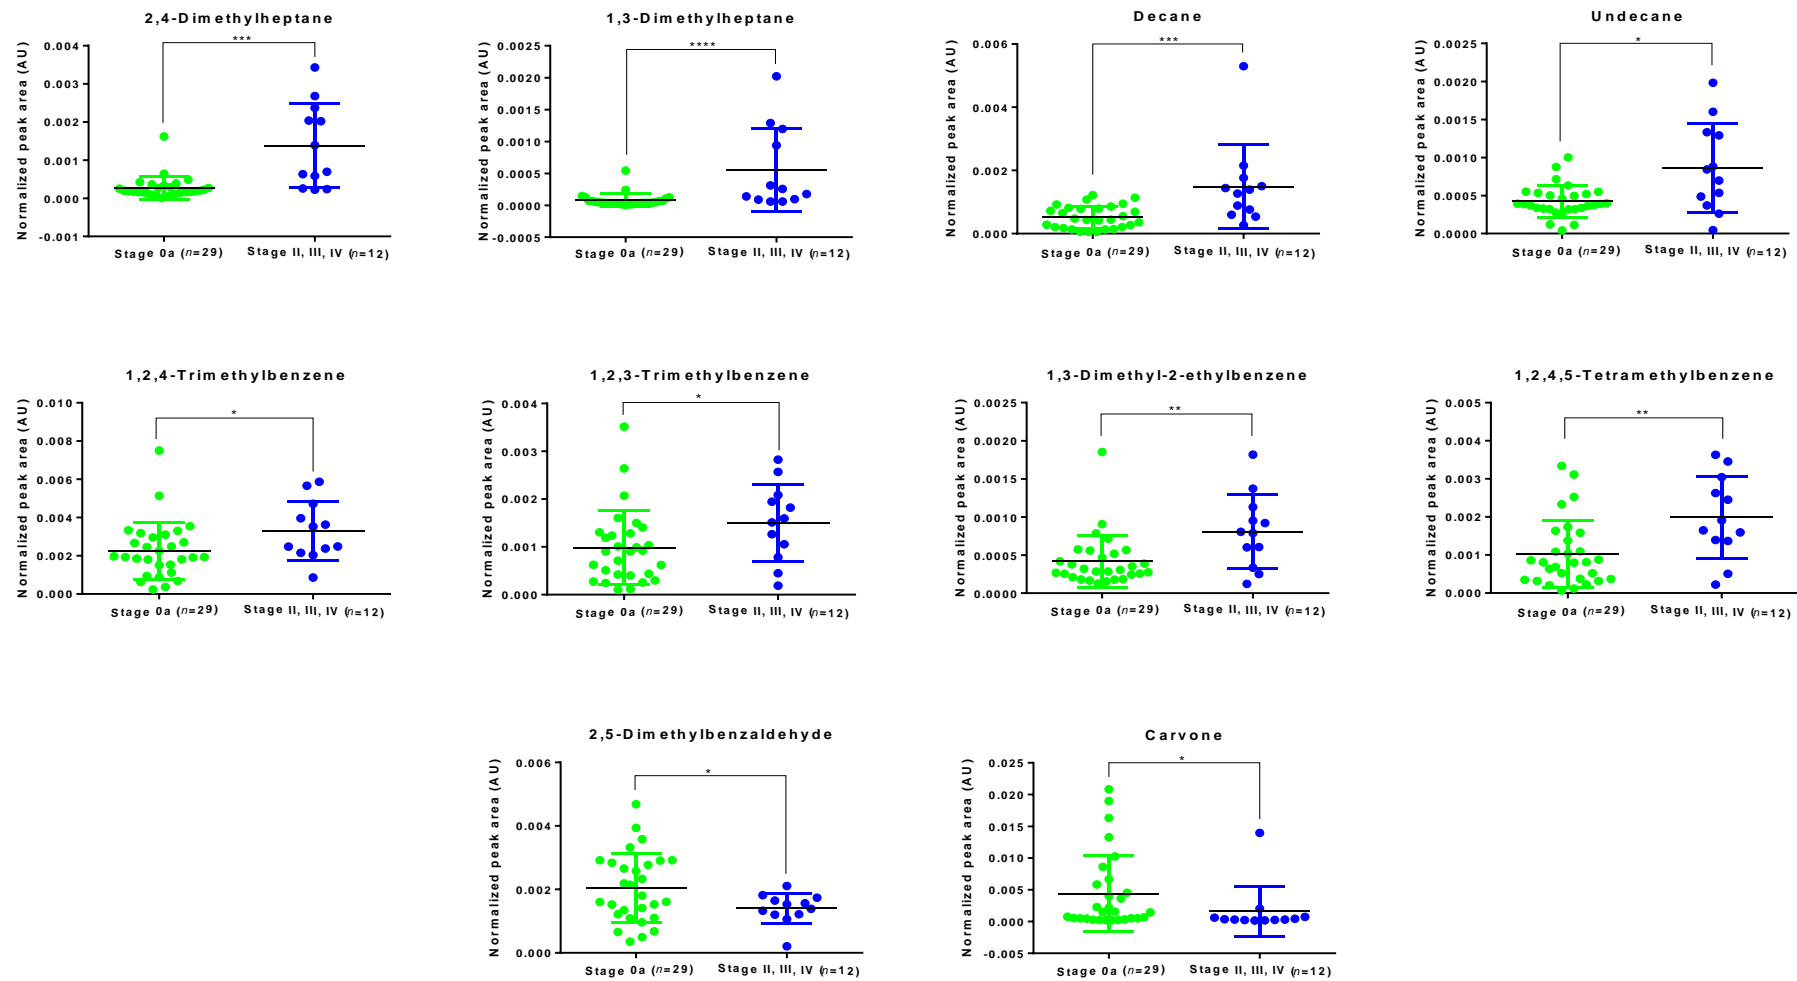 2,4-Dimethylheptane
Normalized peak area (AU)
0.004
0.003
0.002
0.001
0.000
-0.001
***
Stage 0a (n=29)
Stage II, III, IV (n=12)
1,3-Dimethylheptane
Normalized peak area (AU)
0.0025
0.0020
0.0015
0.0010
0.0005
0.0000
-0.0005
****
Stage 0a (n=29)
Stage II, III, IV (n=12)
Decane
Normalized peak area (AU)
0.006
0.004
0.002
0.000
***
Stage 0a (n=29)
Stage II, III, IV (n=12)
Undecane
Normalized peak area (AU)
0.0025
0.0020
0.0015
0.0010
0.0005
0.0000
*
Stage 0a (n=29)
Stage II, III, IV (n=12)
1,2,4-Trimethylbenzene
Normalized peak area (AU)
0.010
0.008
0.006
0.004
0.002
0.000
*
Stage 0a (n=29)
Stage II, III, IV (n=12)
1,2,3-Trimethylbenzene
Normalized peak area (AU)
0.004
0.003
0.002
0.001
0.000
*
Stage 0a (n=29)
Stage II, III, IV (n=12)
1,3-Dimethyl-2-ethylbenzene
Normalized peak area (AU)
0.0025
0.0020
0.0015
0.0010
0.0005
0.0000
**
Stage 0a (n=29)
Stage II, III, IV (n=12)
1,2,4,5-Tetramethylbenzene
Normalized peak area (AU)
0.005
0.004
0.003
0.002
0.001
0.000
**
Stage 0a (n=29)
Stage II, III, IV (n=12)
2,5-Dimethylbenzaldehyde
Normalized peak area (AU)
0.006
0.004
0.002
0.000
*
Stage 0a (n=29)
Stage II, III, IV (n=12)
Carvone
Normalized peak area (AU)
0.025
0.020
0.015
0.010
0.005
0.000
-0.005
*
Stage 0a (n=29)
Stage II, III, IV (n=12)